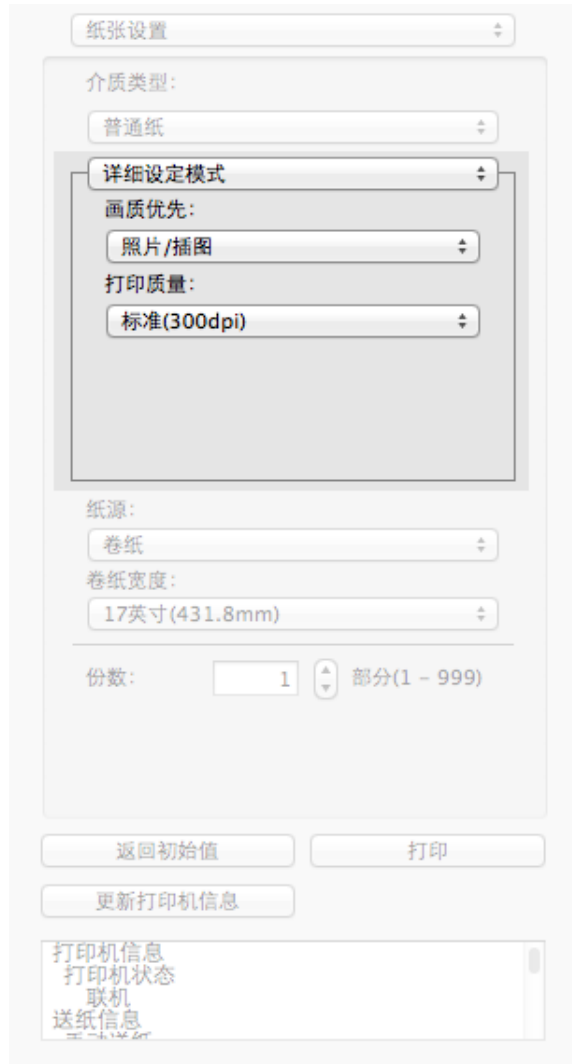 纸张设置
介质类型:
普通纸
详细设定模式
画质优先:
照片/插图
打印质量:
标准(300dpi)
纸源:
卷纸
卷纸宽度:
17英寸(431.8mm)
份数: 1 部分(1 – 999)
返回初始值 打印
更新打印机信息
打印机信息
打印机状态
联机
送纸信息
手动送纸